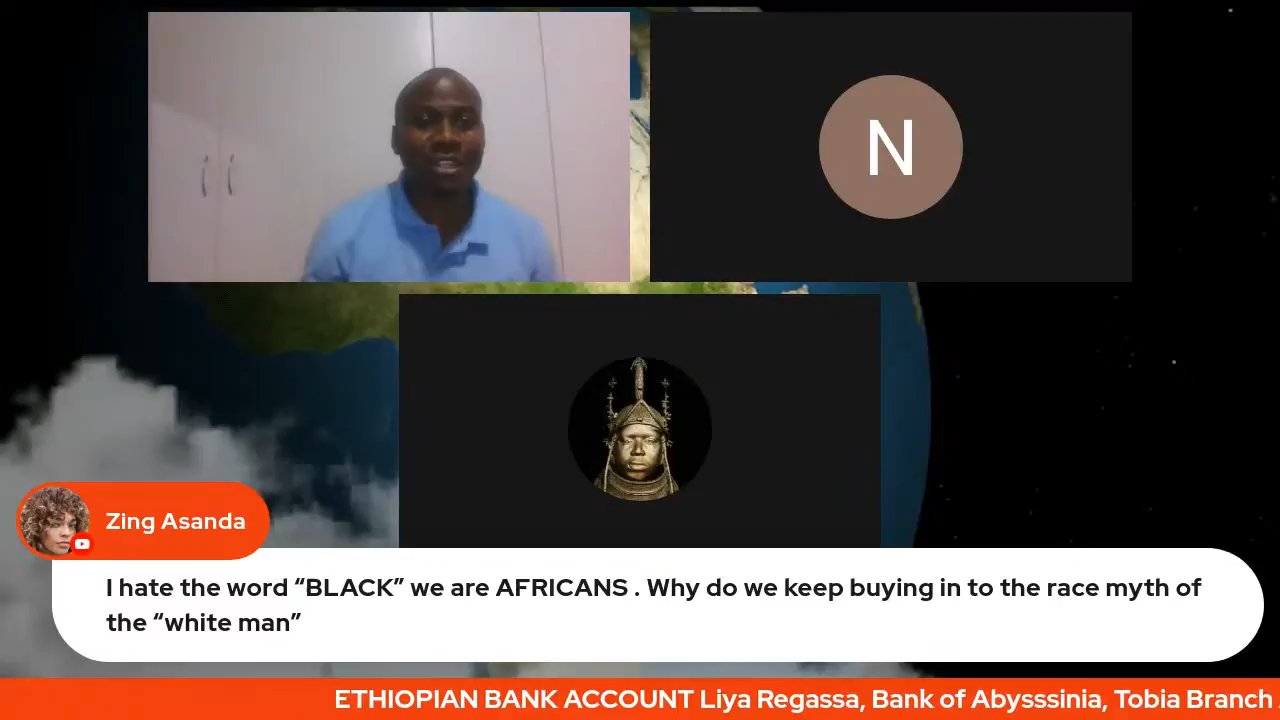 N
Zing Asanda
I hate the word “BLACK” we are AFRICANS . Why do we keep buying in to the race myth of
the “white man”
ETHIOPIAN BANK ACCOUNT Liya Regassa, Bank of Abysssinia, Tobia Branch